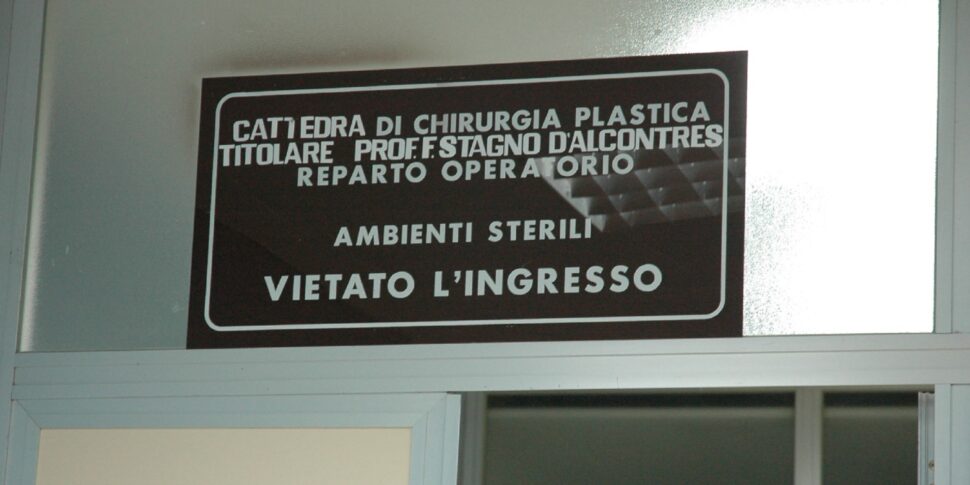 CATTEDRA DI CHIRURGIA PLASTICA
TITOLARE PROF. F. STAGNO D'ALCONTRES
REPARTO OPERATORIO
AMBIENTI STERILI
VIETATO L'INGRESSO